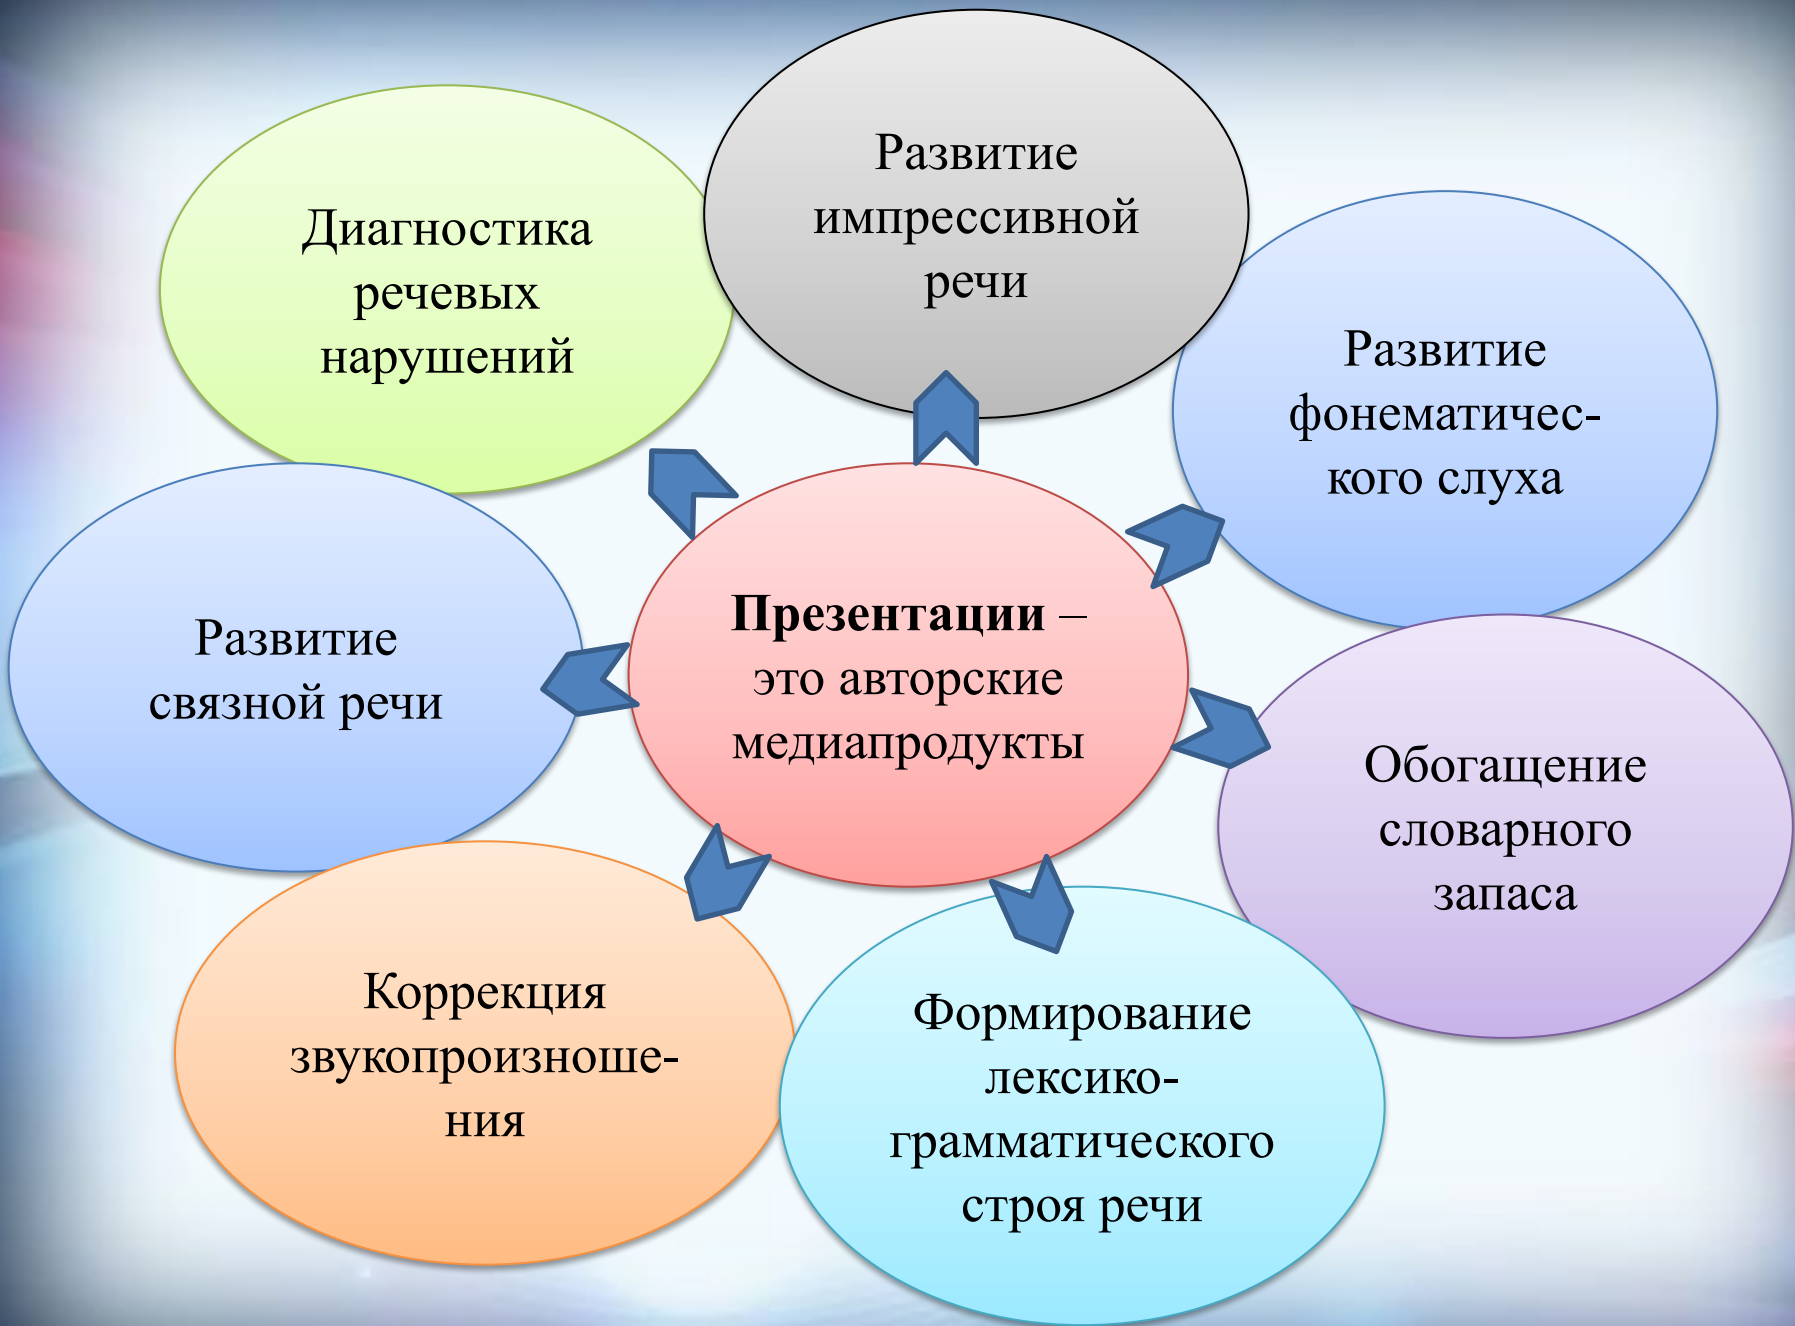 Диагностика
речевых
нарушений
Развитие
импрессивной
речи
Развитие
фонематичес-
кого слуха
Развитие
связной речи
Презентации –
это авторские
медиапродукты
Обогащение
словарного
запаса
Коррекция
звукопроизноше-
ния
Формирование
лексико-
грамматического
строя речи